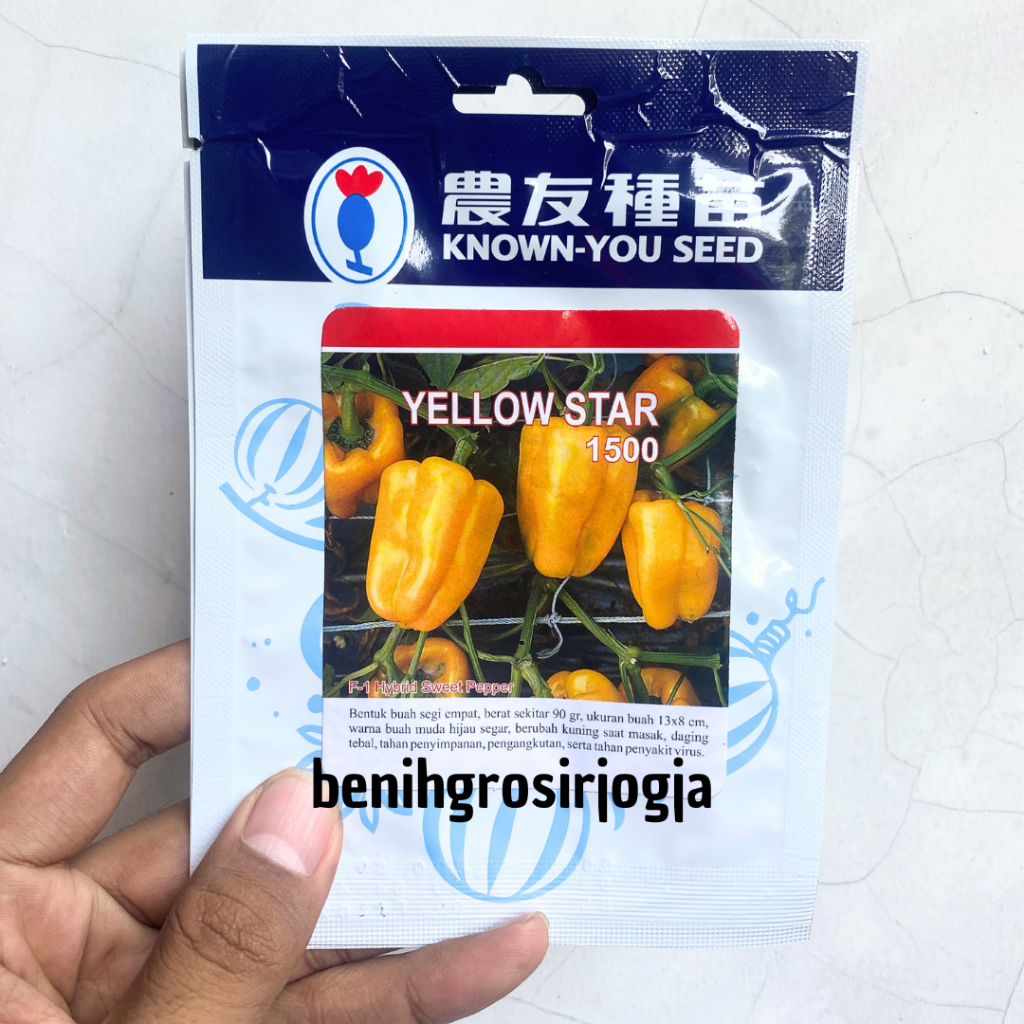 農友種苗
KNOWN-YOU SEED
YELLOW STAR
1500
F-1 Hybrid Sweet Pepper
Bentuk buah segi empat, berat sekitar 90 gr, ukuran buah 13x8 cm,
warna buah muda hijau segar, berubah kuning saat masak, daging
tebal, tahan penyimpanan, pengangkutan, serta tahan penyakit virus.
benihgrosirjogja